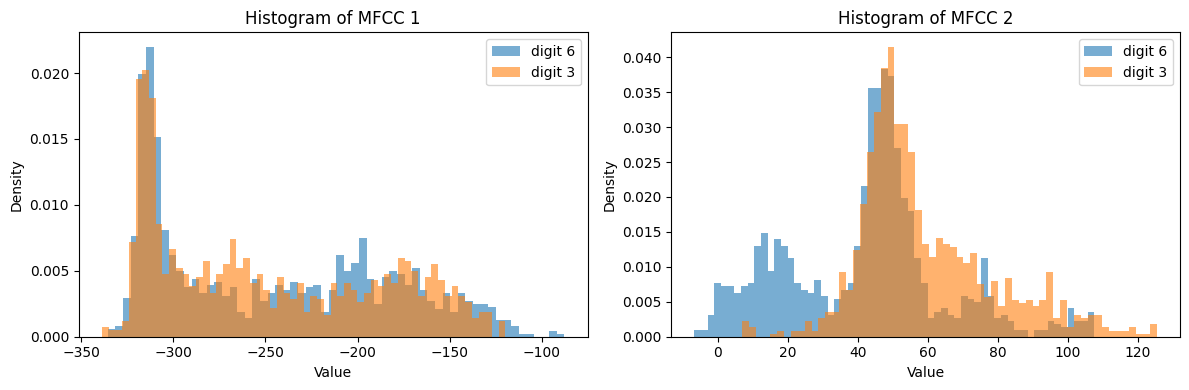 Histogram of MFCC 1
digit 6
digit 3
0.020
0.015
0.010
0.005
0.000
Density
−350
−300
−250
−200
−150
−100
Value
Histogram of MFCC 2
digit 6
digit 3
0.040
0.035
0.030
0.025
0.020
0.015
0.010
0.005
0.000
Density
0
20
40
60
80
100
120
Value